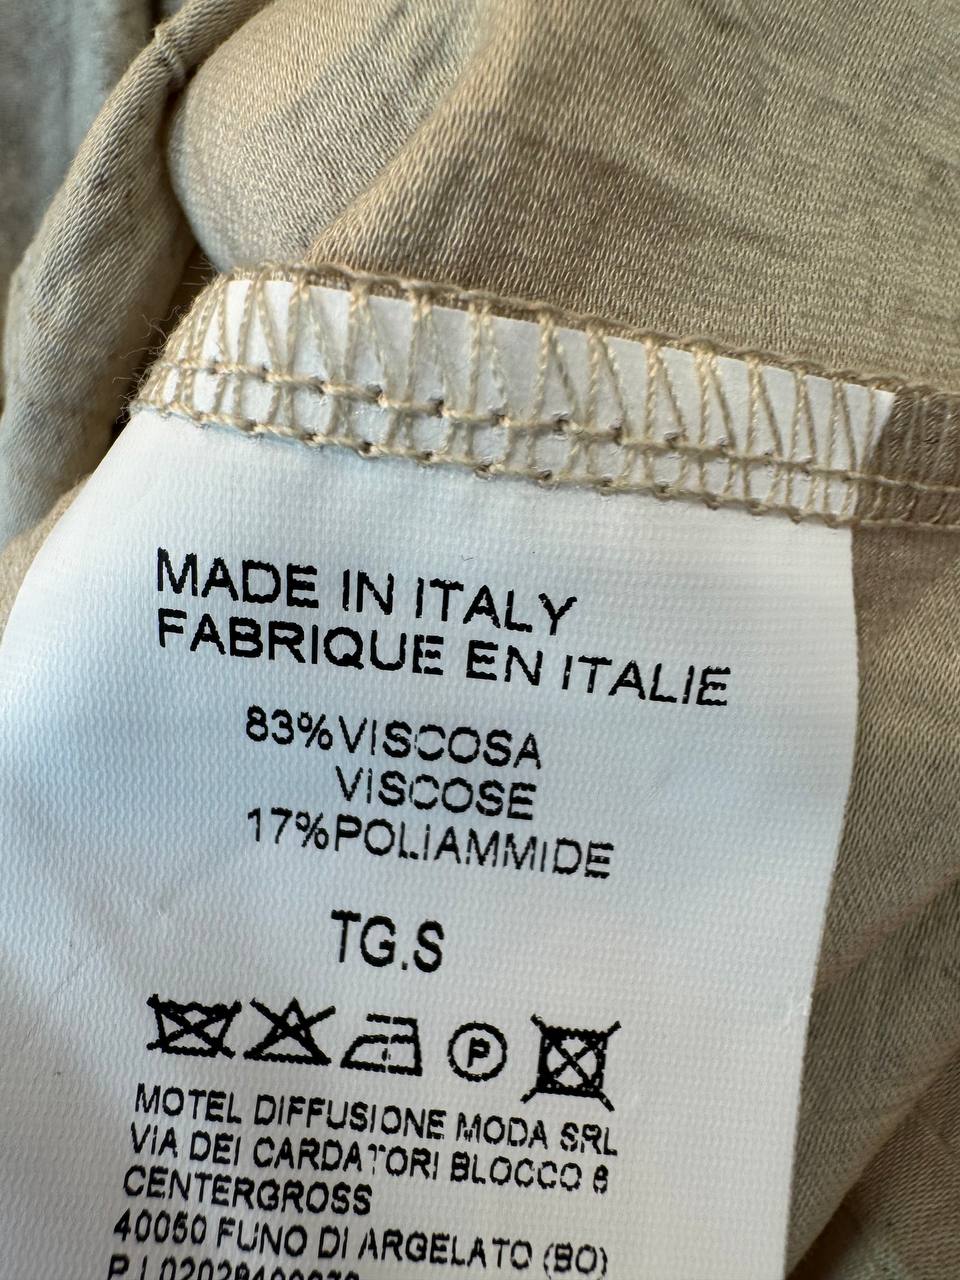 MADE IN ITALY
FABRIQUE EN ITALIE
83%VISCOSA
VISCOSE
17%POLIAMMIDE
TG.S
P
MOTEL DIFFUSIONE MODA SRL
VIA DEI CARDATORI BLOCCO 6
CENTERGROSS
40050 FUNO DI ARGELATO (BO)
P.I.